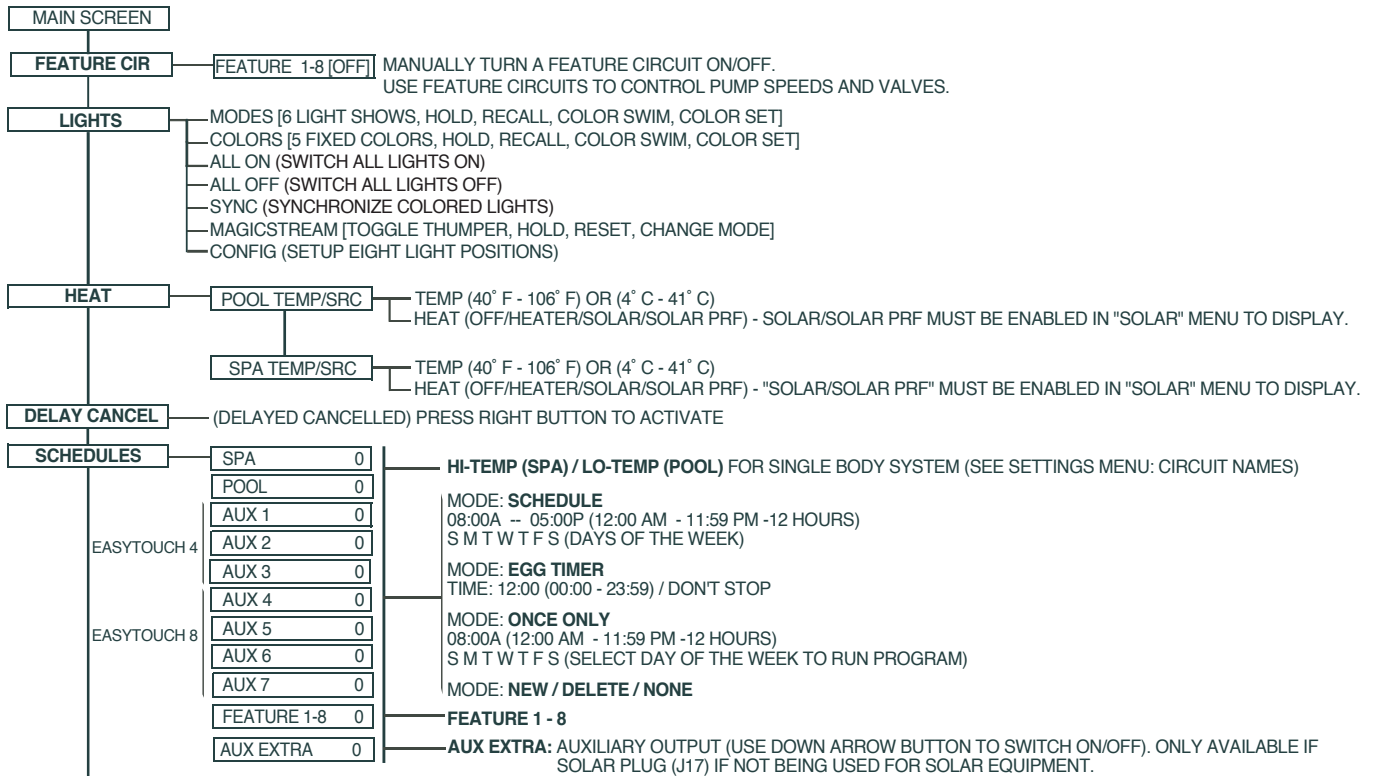 MAIN SCREEN
FEATURE CIR
FEATURE 1-8 [OFF]
MANUALLY TURN A FEATURE CIRCUIT ON/OFF.
USE FEATURE CIRCUITS TO CONTROL PUMP SPEEDS AND VALVES.
LIGHTS
MODES [6 LIGHT SHOWS, HOLD, RECALL, COLOR SWIM, COLOR SET]
COLORS [5 FIXED COLORS, HOLD, RECALL, COLOR SWIM, COLOR SET]
ALL ON (SWITCH ALL LIGHTS ON)
ALL OFF (SWITCH ALL LIGHTS OFF)
SYNC (SYNCHRONIZE COLORED LIGHTS)
MAGICSTREAM [TOGGLE THUMPER, HOLD, RESET, CHANGE MODE]
CONFIG (SETUP EIGHT LIGHT POSITIONS)
HEAT
POOL TEMP/SRC
TEMP (40˚ F - 106˚ F) OR (4˚ C - 41˚ C)
HEAT (OFF/HEATER/SOLAR/SOLAR PRF) - SOLAR/SOLAR PRF MUST BE ENABLED IN "SOLAR" MENU TO DISPLAY.
SPA TEMP/SRC
TEMP (40˚ F - 106˚ F) OR (4˚ C - 41˚ C)
HEAT (OFF/HEATER/SOLAR/SOLAR PRF) - "SOLAR/SOLAR PRF" MUST BE ENABLED IN "SOLAR" MENU TO DISPLAY.
DELAY CANCEL
(DELAYED CANCELLED) PRESS RIGHT BUTTON TO ACTIVATE
SCHEDULES
SPA 0
POOL 0
EASYTOUCH 4
AUX 1 0
AUX 2 0
AUX 3 0
EASYTOUCH 8
AUX 4 0
AUX 5 0
AUX 6 0
AUX 7 0
FEATURE 1-8 0
AUX EXTRA 0
HI-TEMP (SPA) / LO-TEMP (POOL) FOR SINGLE BODY SYSTEM (SEE SETTINGS MENU: CIRCUIT NAMES)
MODE: SCHEDULE
08:00A -- 05:00P (12:00 AM - 11:59 PM -12 HOURS)
S M T W T F S (DAYS OF THE WEEK)
MODE: EGG TIMER
TIME: 12:00 (00:00 - 23:59) / DON'T STOP
MODE: ONCE ONLY
08:00A (12:00 AM - 11:59 PM -12 HOURS)
S M T W T F S (SELECT DAY OF THE WEEK TO RUN PROGRAM)
MODE: NEW / DELETE / NONE
FEATURE 1 - 8
AUX EXTRA: AUXILIARY OUTPUT (USE DOWN ARROW BUTTON TO SWITCH ON/OFF). ONLY AVAILABLE IF
SOLAR PLUG (J17) IF NOT BEING USED FOR SOLAR EQUIPMENT.